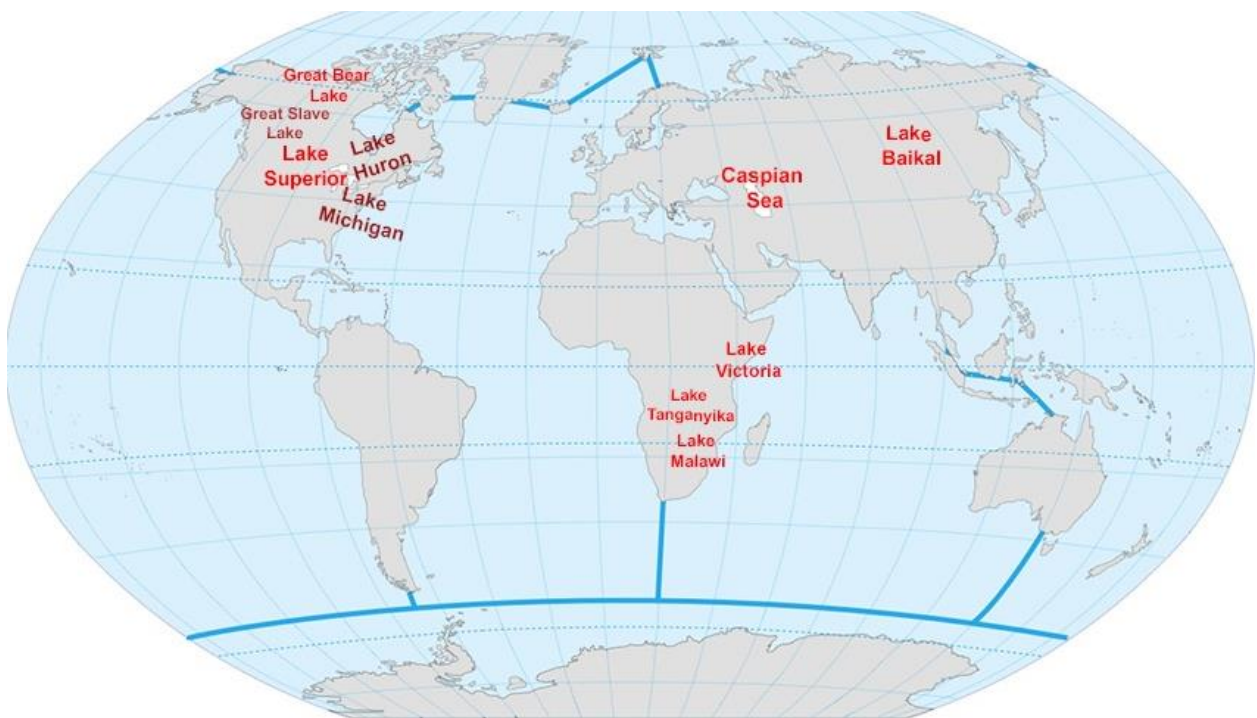 Great Bear
Lake
Great Slave
Lake
Lake
Superior
Lake
Huron
Lake
Michigan
Caspian
Sea
Lake
Baikal
Lake
Victoria
Lake
Tanganyika
Lake
Malawi